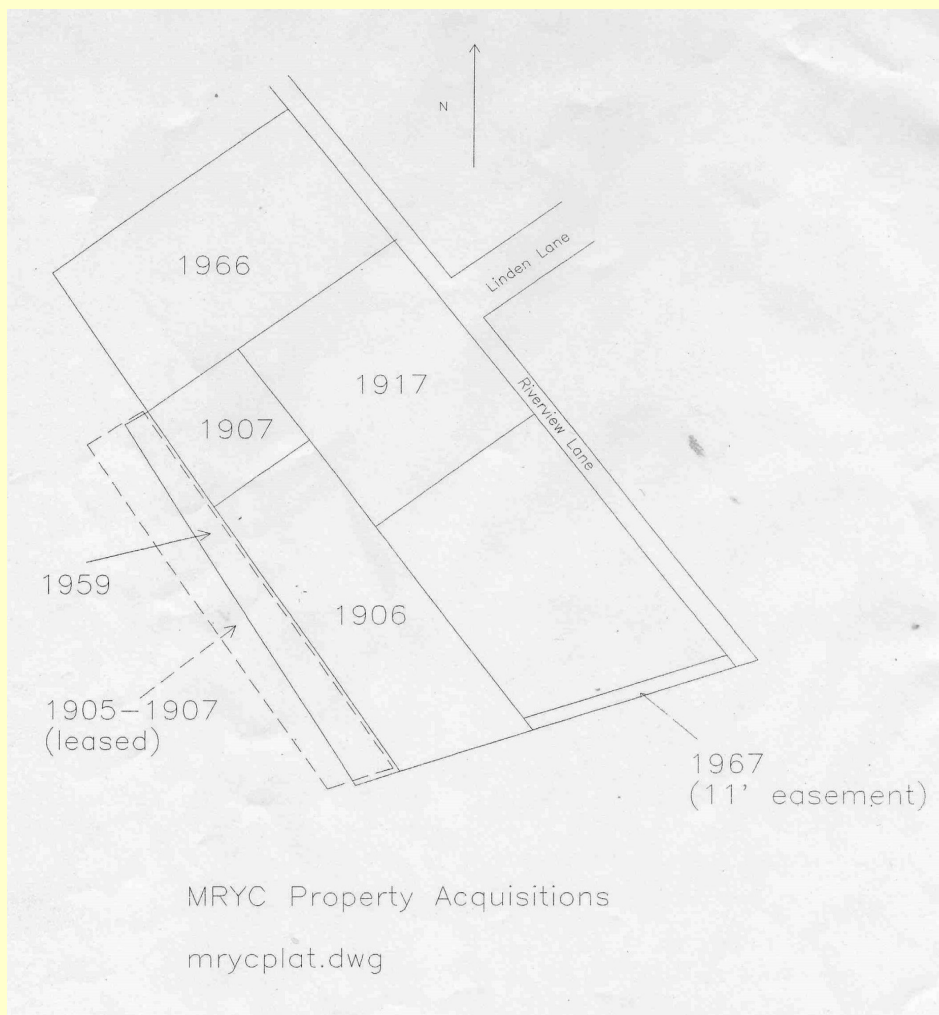 N
Linden Lane
1966
1917
Riverview Lane
1907
1959
1906
1905-1907
(leased)
1967
(11' easement)
MRYC Property Acquisitions
mrycplat.dwg